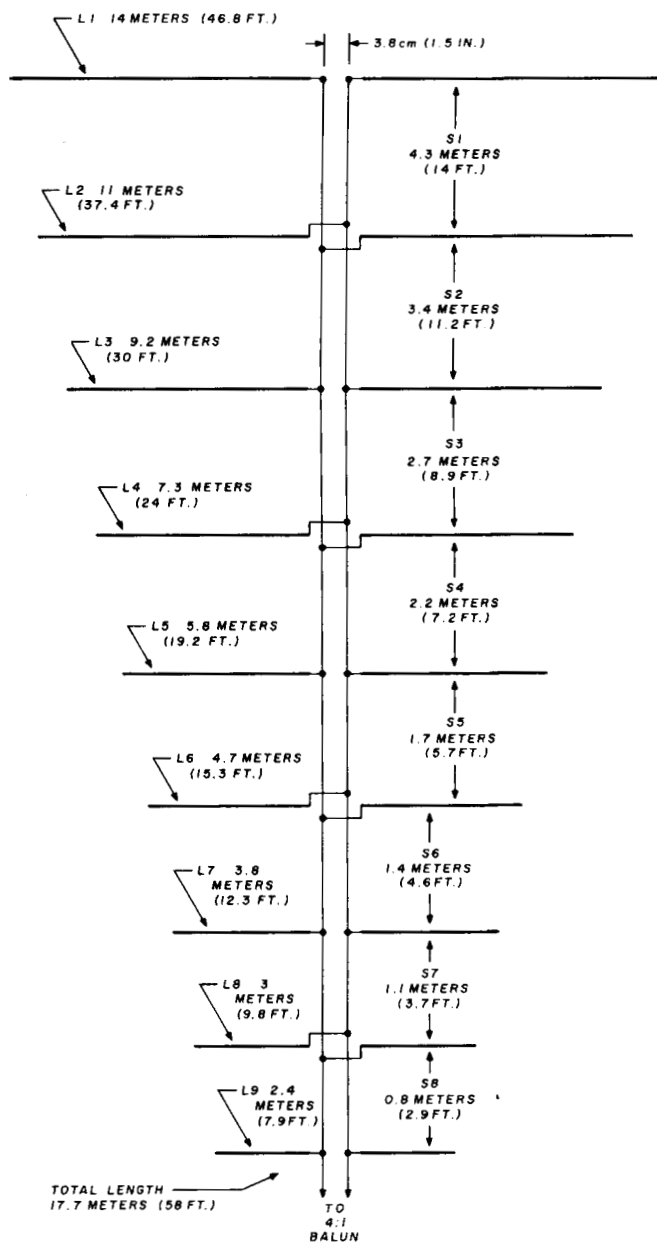 L1 14 METERS (46.8 FT.)
3.8cm (1.5 IN.)
S1
4.3 METERS
(14 FT.)
L2 11 METERS
(37.4 FT.)
S2
3.4 METERS
(11.2 FT.)
L3 9.2 METERS
(30 FT.)
S3
2.7 METERS
(8.9 FT.)
L4 7.3 METERS
(24 FT.)
S4
2.2 METERS
(7.2 FT.)
L5 5.8 METERS
(19.2 FT.)
S5
1.7 METERS
(5.7 FT.)
L6 4.7 METERS
(15.3 FT.)
S6
1.4 METERS
(4.6 FT.)
L7 3.8
METERS
(12.3 FT.)
S7
1.1 METERS
(3.7 FT.)
L8 3
METERS
(9.8 FT.)
S8
0.8 METERS
(2.9 FT.)
L9 2.4
METERS
(7.9 FT.)
TOTAL LENGTH
17.7 METERS (58 FT.)
TO
4:1
BALUN